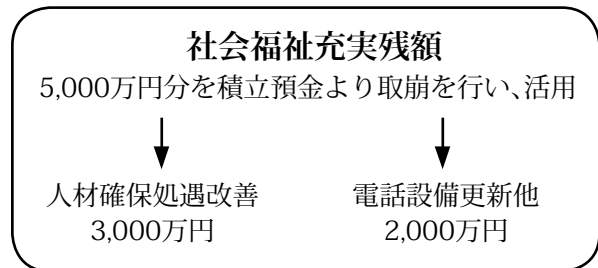 社会福祉充実残額
5,000万円分を積立預金より取崩を行い、活用
人材確保処遇改善
3,000万円
電話設備更新他
2,000万円